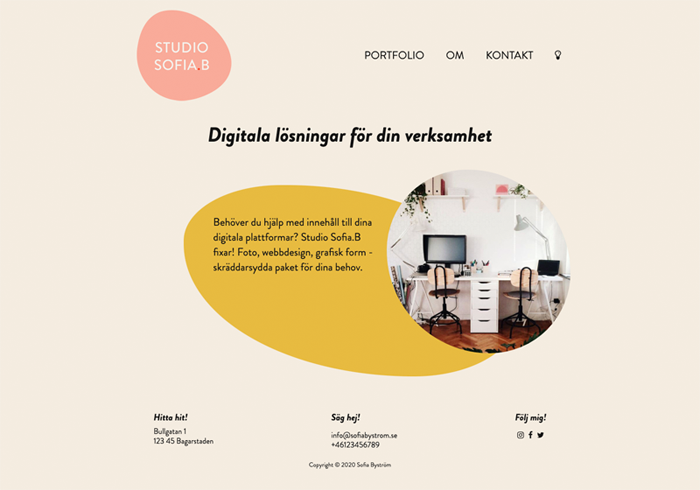 STUDIO
SOFIA.B
PORTFOLIO OM KONTAKT
Digitala lösningar för din verksamhet
Behöver du hjälp med innehåll till dina
digitala plattformar? Studio Sofia.B
fixar! Foto, webbdesign, grafisk form -
skräddarsydda paket för dina behov.
Hitta hit!
Bullgatan 1
123 45 Bagarstaden
Säg hej!
info@sofiabystrom.se
+46123456789
Följ mig!
Copyright © 2020 Sofia Byström